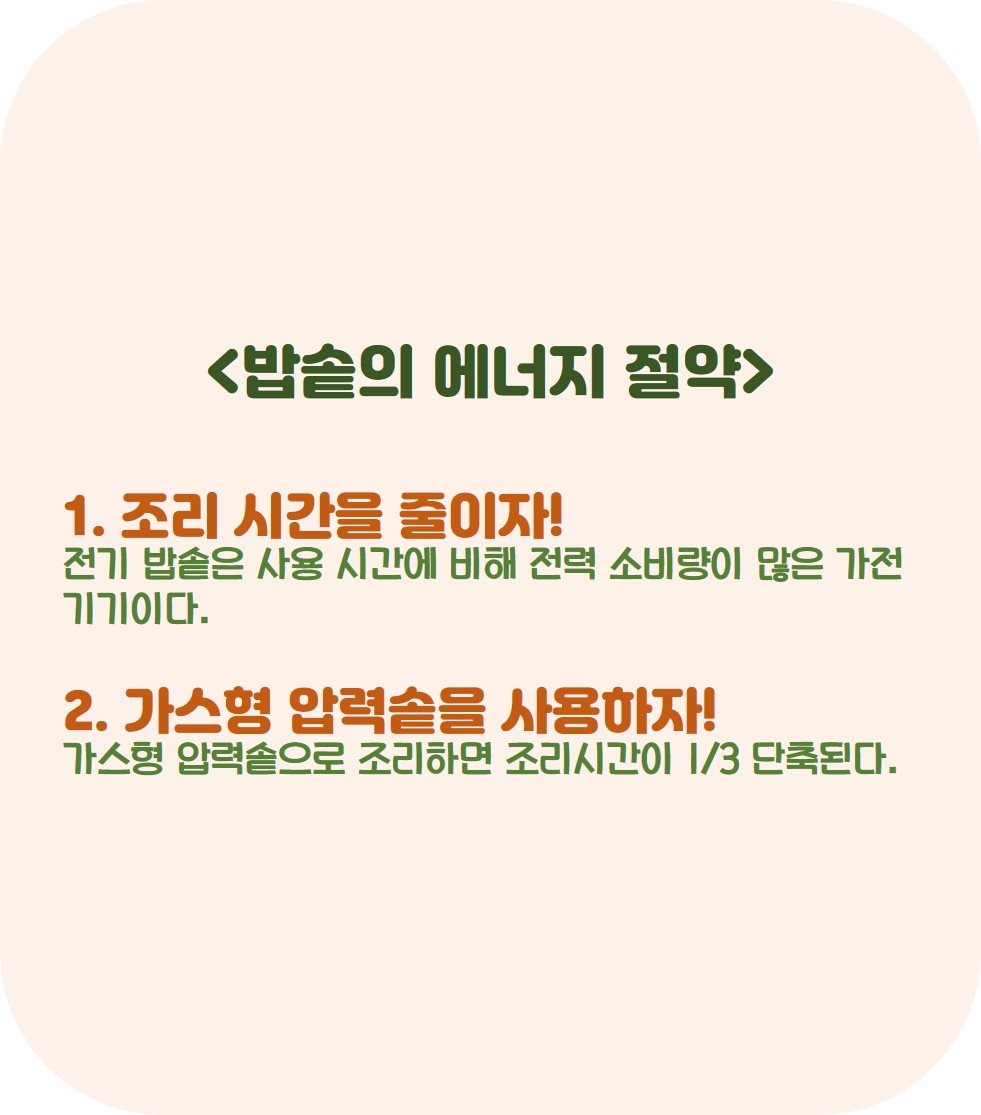 <밥솥의 에너지 절약>
1. 조리 시간을 줄이자!
전기 밥솥은 사용 시간에 비해 전력 소비량이 많은 가전
기기이다.
2. 가스형 압력솥을 사용하자!
가스형 압력솥으로 조리하면 조리시간이 1/3 단축된다.